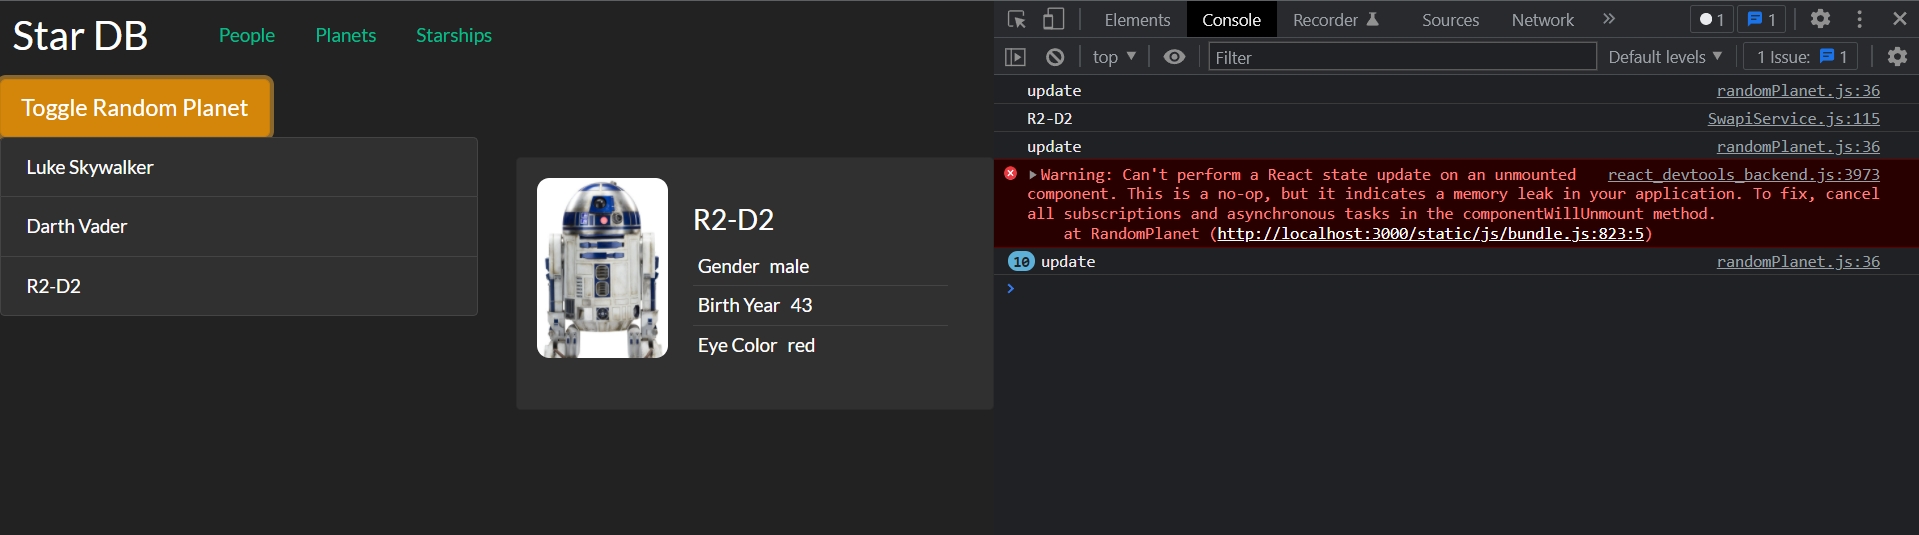 Star DB
People Planets Starships
Toggle Random Planet
Luke Skywalker
Darth Vader
R2-D2
R2-D2
Gender male
Birth Year 43
Eye Color red
Elements Console Recorder Sources Network » 1 1
top Filter Default levels 1 Issue: 1
update randomPlanet.js:36
R2-D2 SwapiService.js:115
update randomPlanet.js:36
Warning: Can't perform a React state update on an unmounted react_devtools_backend.js:3973
component. This is a no-op, but it indicates a memory leak in your application. To fix, cancel
all subscriptions and asynchronous tasks in the componentWillUnmount method.
at RandomPlanet (http://localhost:3000/static/js/bundle.js:823:5)
10 update randomPlanet.js:36